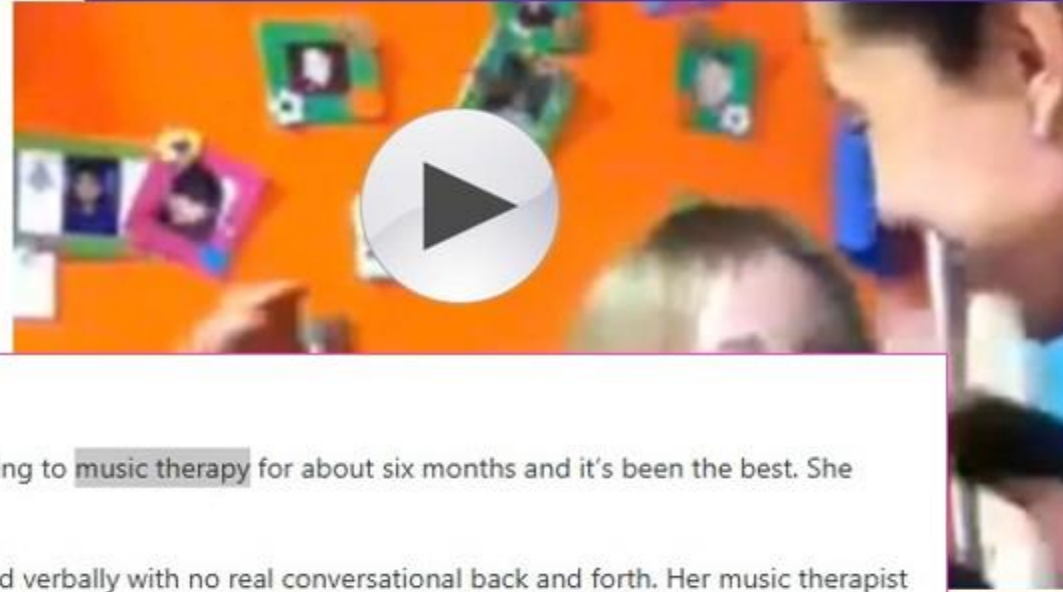 ng to music therapy for about six months and it's been the best. She
d verbally with no real conversational back and forth. Her music therapist